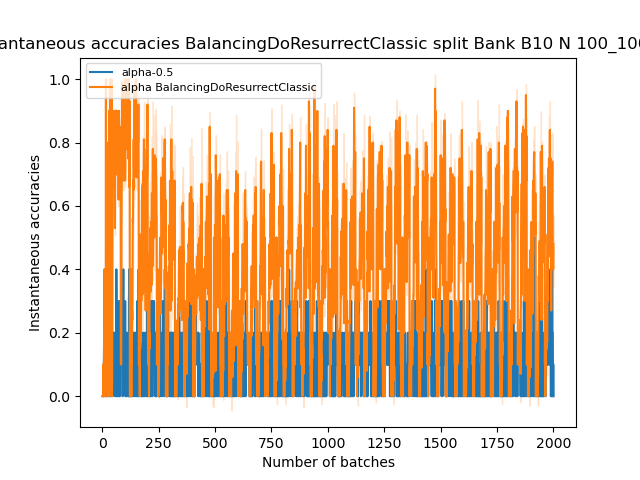 antaneous accuracies BalancingDoResurrectClassic split Bank B10 N 100_100
alpha-0.5
alpha BalancingDoResurrectClassic
Instantaneous accuracies
1.0
0.8
0.6
0.4
0.2
0.0
0 250 500 750 1000 1250 1500 1750 2000
Number of batches